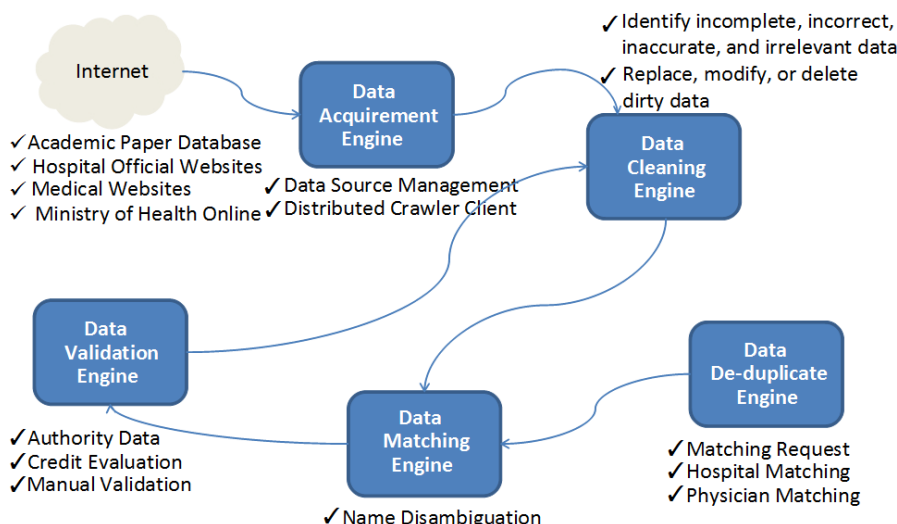 Internet
✓ Academic Paper Database
✓ Hospital Official Websites
✓ Medical Websites
✓ Ministry of Health Online
Data
Acquirement
Engine
✓ Data Source Management
✓ Distributed Crawler Client
✓ Identify incomplete, incorrect,
inaccurate, and irrelevant data
✓ Replace, modify, or delete
dirty data
Data
Cleaning
Engine
Data
Validation
Engine
✓ Authority Data
✓ Credit Evaluation
✓ Manual Validation
Data
Matching
Engine
✓ Name Disambiguation
Data
De-duplicate
Engine
✓ Matching Request
✓ Hospital Matching
✓ Physician Matching